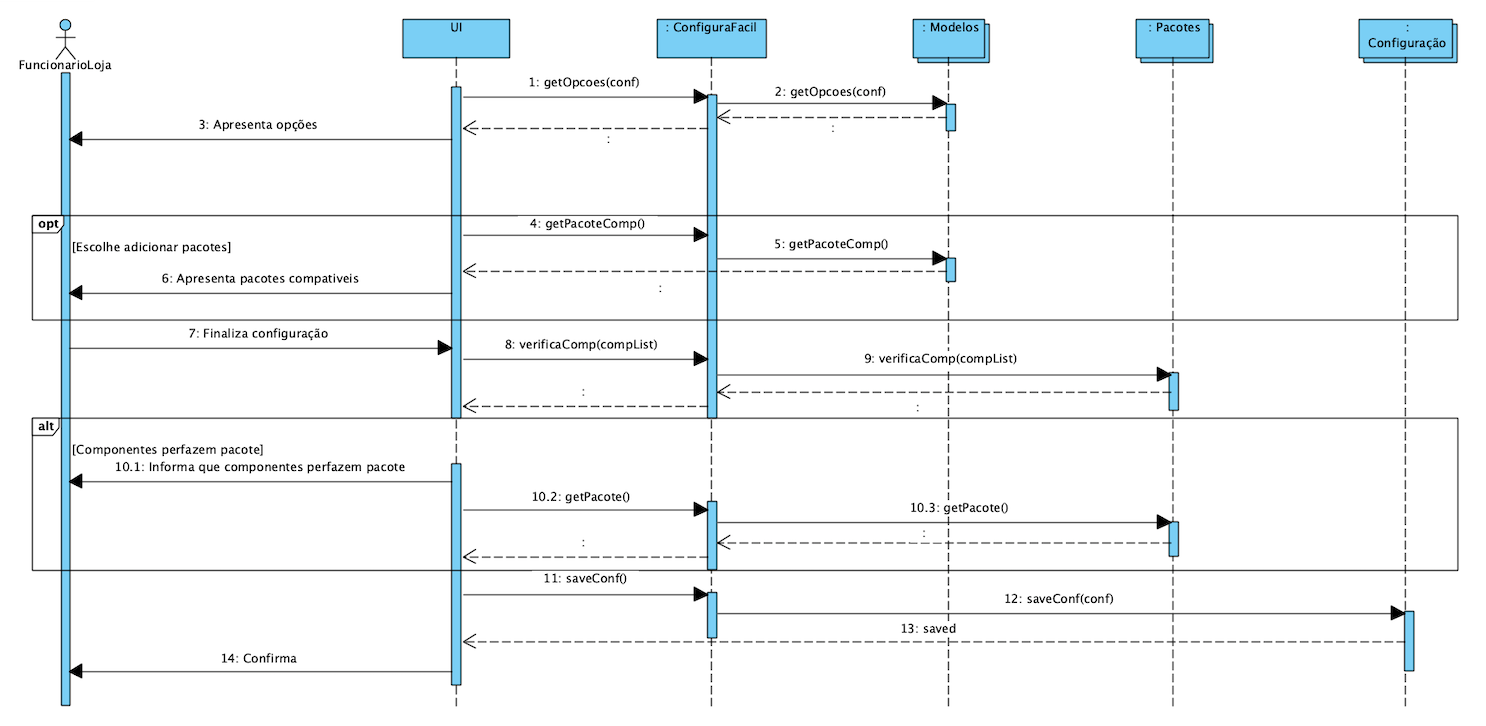 FuncionarioLoja
UI
: ConfiguraFacil
: Modelos
: Pacotes
:
Configuração
1: getOpcoes(conf)
2: getOpcoes(conf)
:
:
3: Apresenta opções
opt
[Escolhe adicionar pacotes]
4: getPacoteComp()
5: getPacoteComp()
:
6: Apresenta pacotes compativeis
7: Finaliza configuração
8: verificaComp(compList)
9: verificaComp(compList)
:
:
alt
[Componentes perfazem pacote]
10.1: Informa que componentes perfazem pacote
10.2: getPacote()
10.3: getPacote()
:
:
11: saveConf()
12: saveConf(conf)
13: saved
14: Confirma